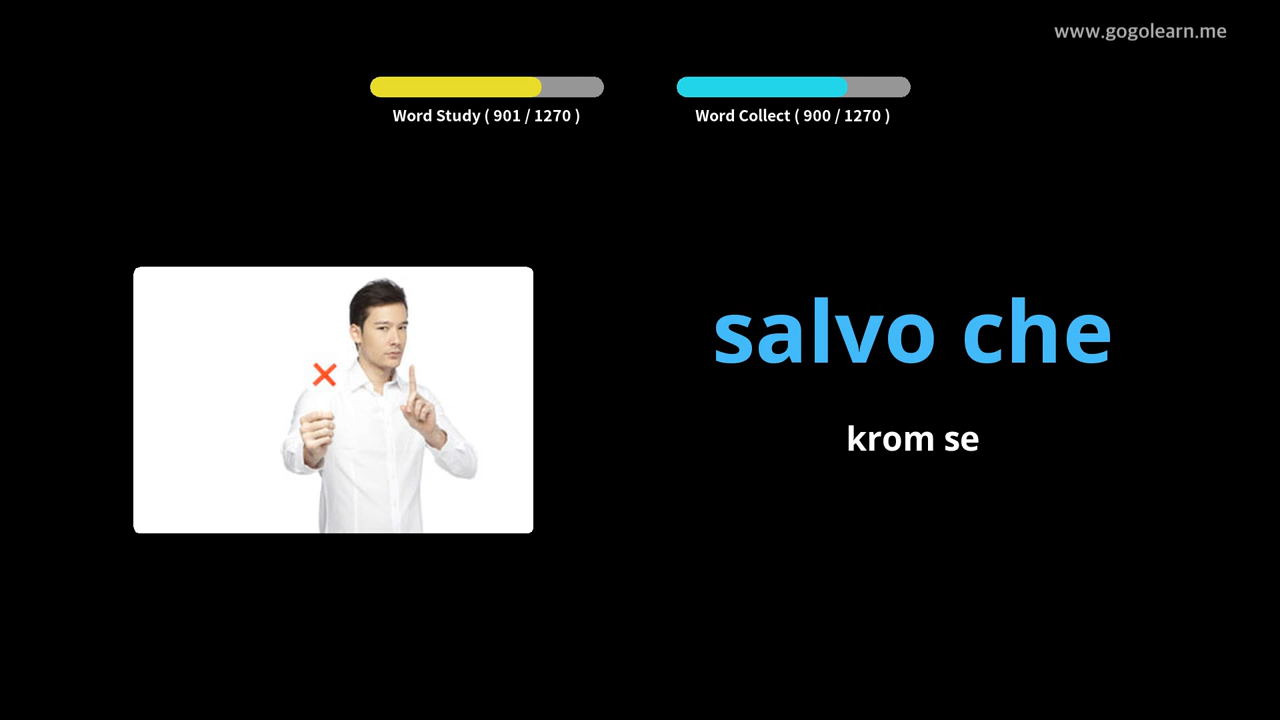 www.gogolearn.me
Word Study ( 901 / 1270 )
Word Collect ( 900 / 1270 )
salvo che
krom se